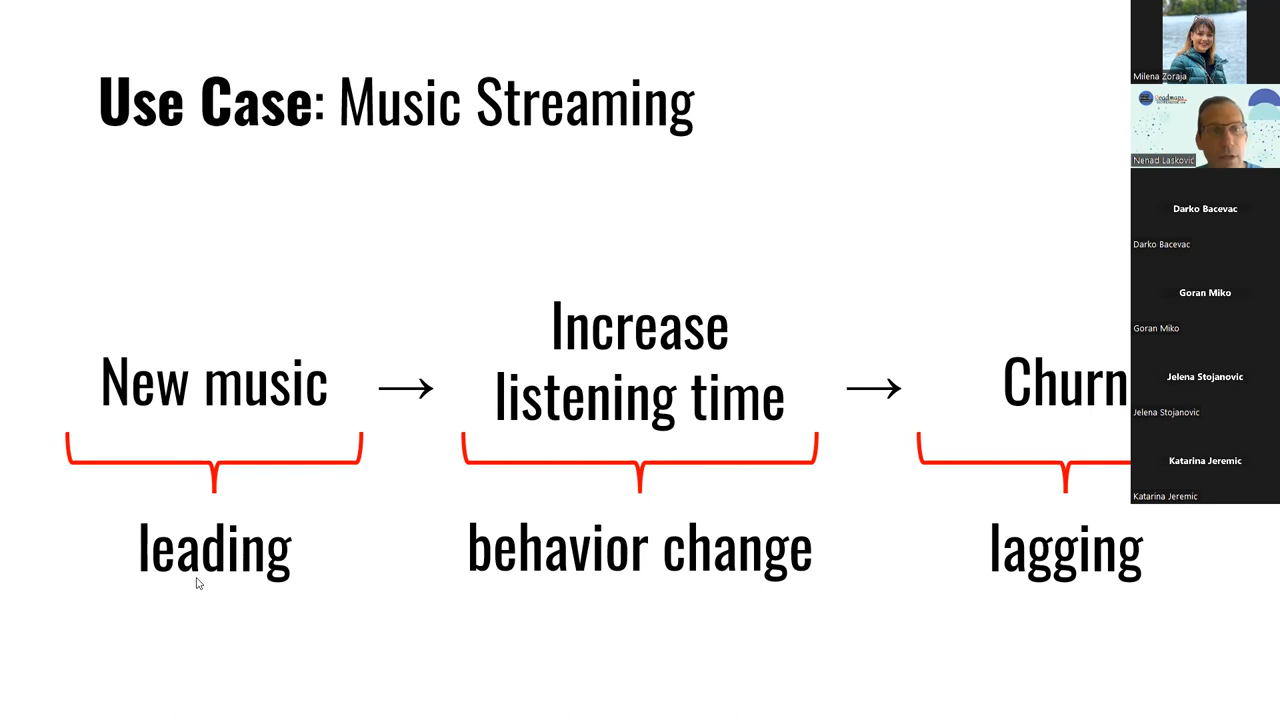 Use Case: Music Streaming
New music → Increase listening time → Churn
leading
behavior change
lagging
Milena Zoraja
Nenad Lasković
Darko Bacevac
Darko Bacevac
Goran Miko
Goran Miko
Jelena Stojanovic
Jelena Stojanovic
Katarina Jeremic
Katarina Jeremic